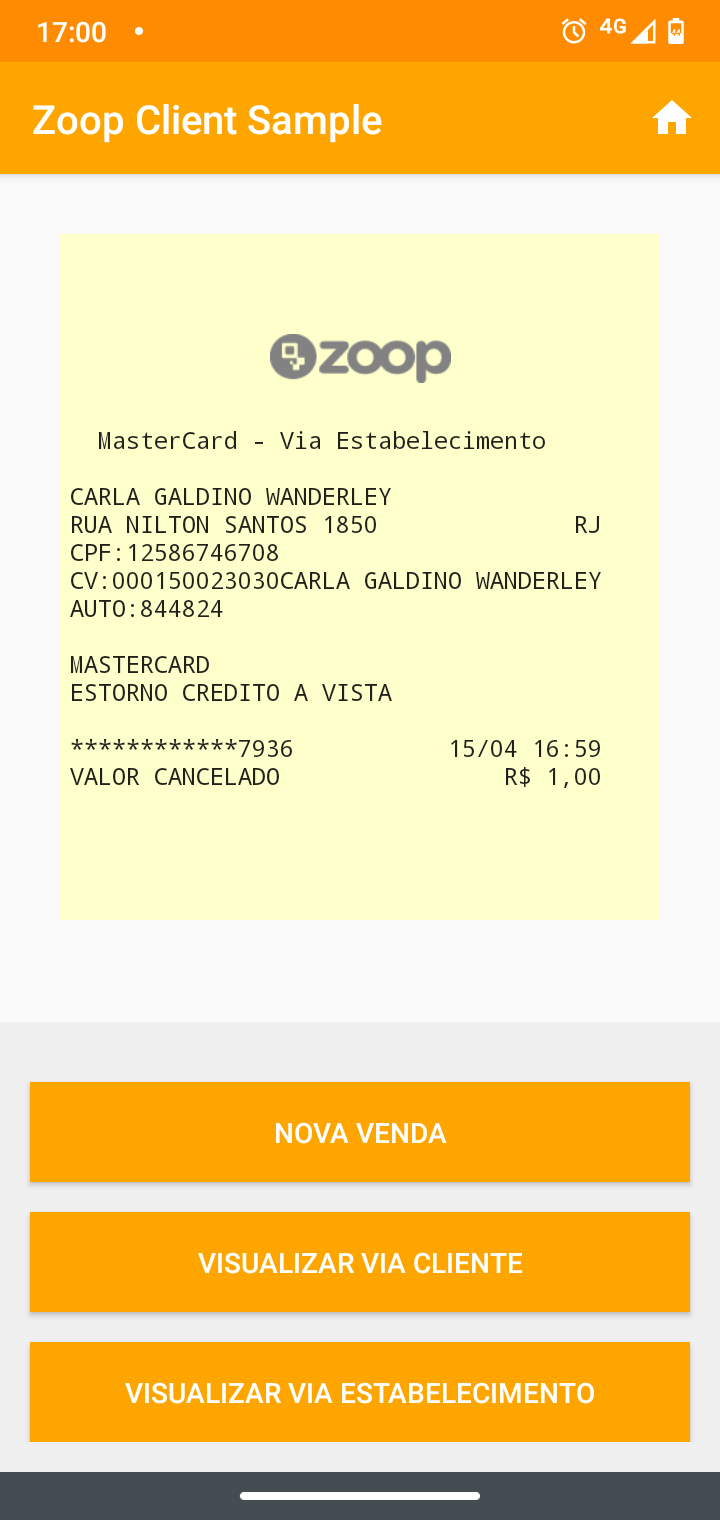 17:00
4G
44
Zoop Client Sample
zoop
MasterCard - Via Estabelecimento
CARLA GALDINO WANDERLEY
RUA NILTON SANTOS 1850 RJ
CPF:12586746708
CV:000150023030CARLA GALDINO WANDERLEY
AUTO:844824
MASTERCARD
ESTORNO CREDITO A VISTA
************7936 15/04 16:59
VALOR CANCELADO R$ 1,00
NOVA VENDA
VISUALIZAR VIA CLIENTE
VISUALIZAR VIA ESTABELECIMENTO